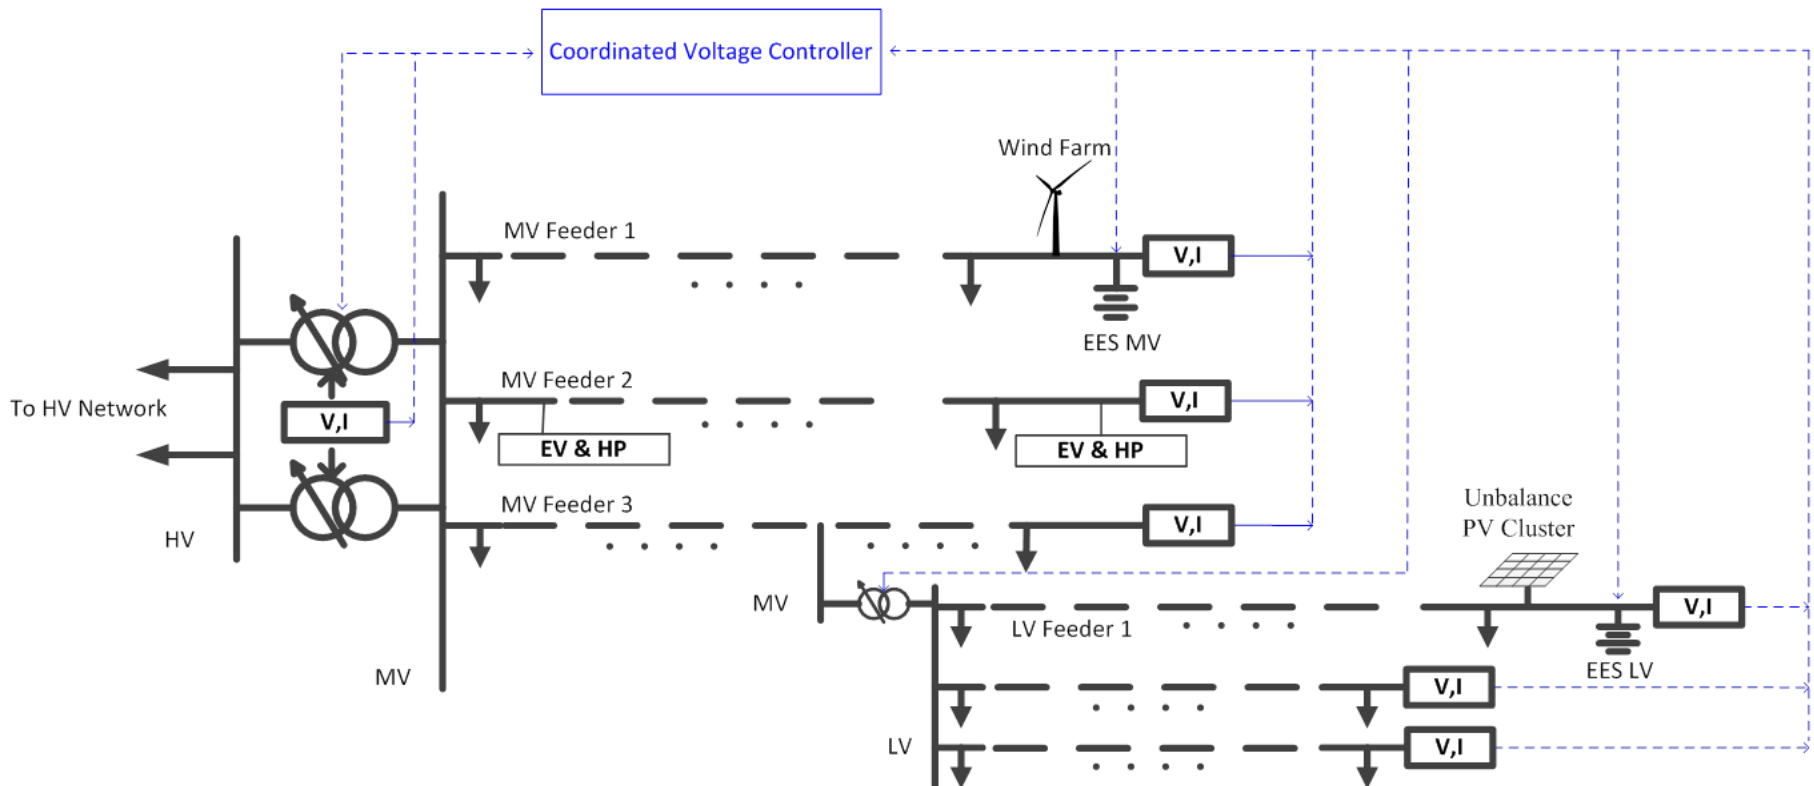 Coordinated Voltage Controller
Wind Farm
MV Feeder 1
V,I
EES MV
MV Feeder 2
V,I
To HV Network
V,I
EV & HP
EV & HP
MV Feeder 3
V,I
HV
Unbalance
PV Cluster
MV
LV Feeder 1
V,I
MV
EES LV
V,I
LV
V,I